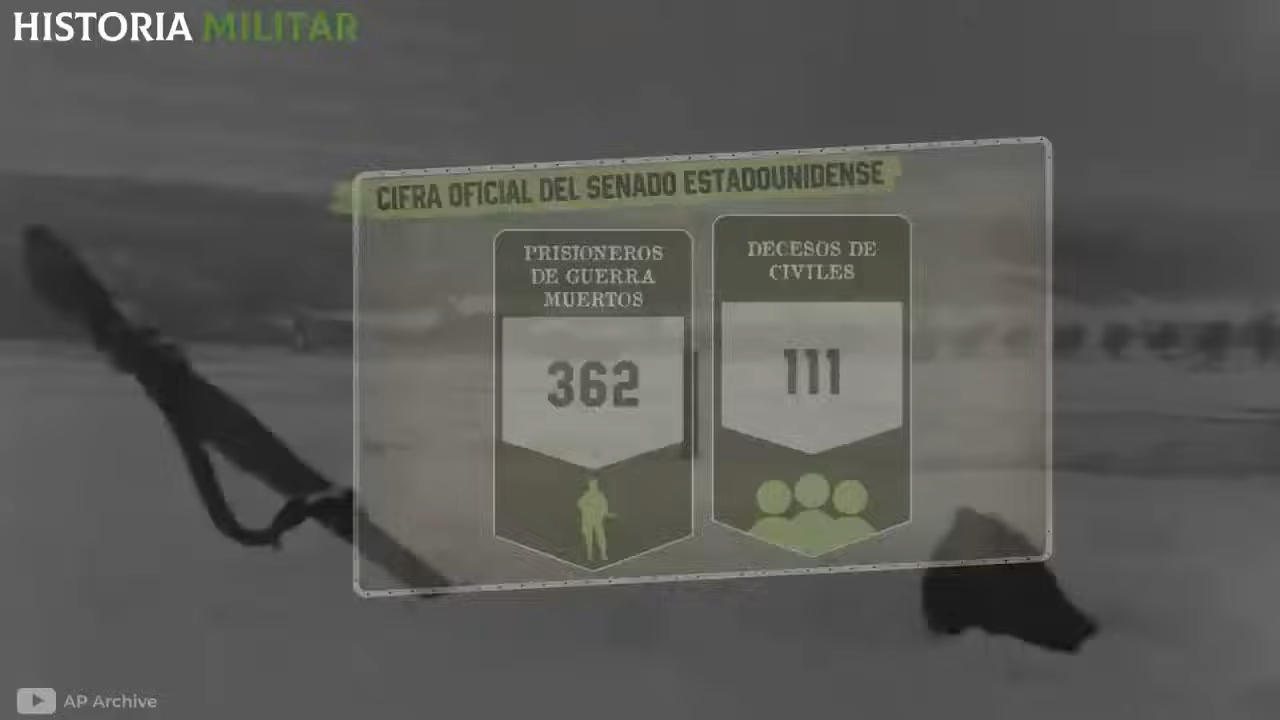 HISTORIA MILITAR
CIFRA OFICIAL DEL SENADO ESTADOUNIDENSE
PRISIONEROS
DE GUERRA
MUERTOS
362
DECESOS DE
CIVILES
111
AP Archive